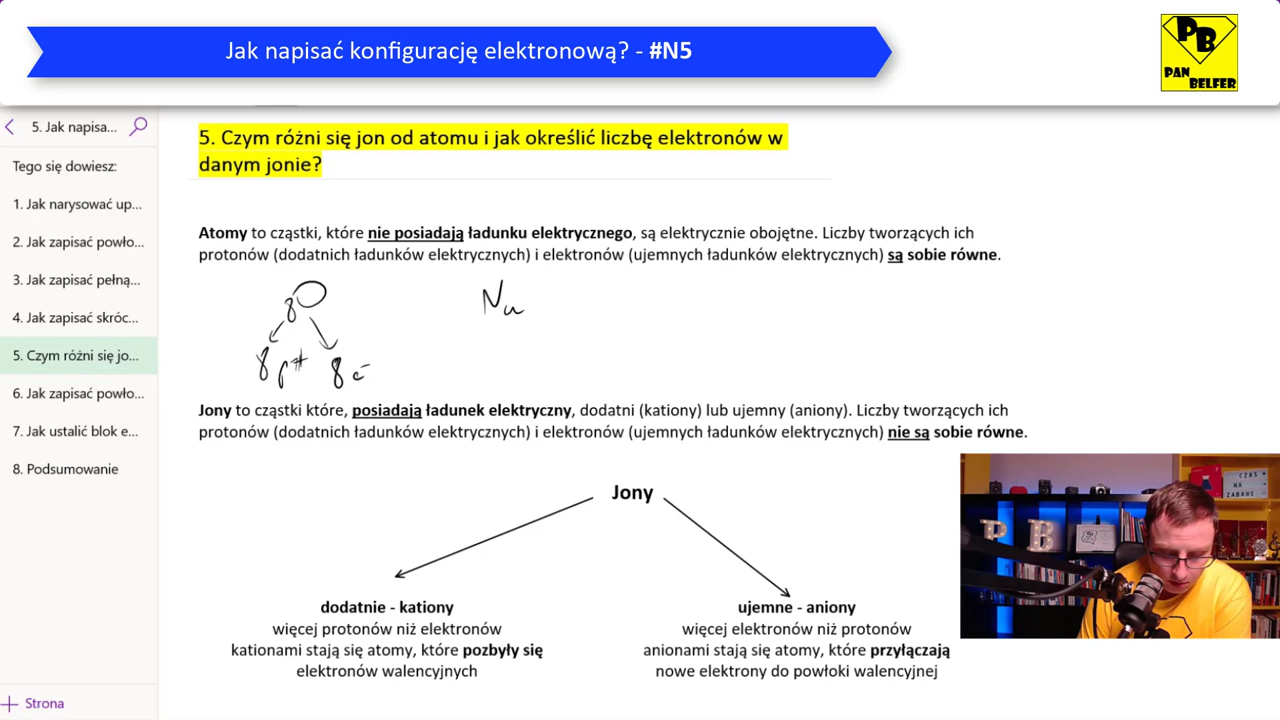 Jak napisać konfigurację elektronową? - #N5
PAN
BELFER
5. Jak napisa...
Tego się dowiesz:
1. Jak narysować up...
2. Jak zapisać powło...
3. Jak zapisać pełną...
4. Jak zapisać skróc...
5. Czym różni się jo...
6. Jak zapisać powło...
7. Jak ustalić blok e...
8. Podsumowanie
Strona
5. Czym różni się jon od atomu i jak określić liczbę elektronów w
danym jonie?
Atomy to cząstki, które nie posiadają ładunku elektrycznego, są elektrycznie obojętne. Liczby tworzących ich
protonów (dodatnich ładunków elektrycznych) i elektronów (ujemnych ładunków elektrycznych) są sobie równe.
8O
Na
8 p+ 8 e-
Jony to cząstki które, posiadają ładunek elektryczny, dodatni (kationy) lub ujemny (aniony). Liczby tworzących ich
protonów (dodatnich ładunków elektrycznych) i elektronów (ujemnych ładunków elektrycznych) nie są sobie równe.
Jony
dodatnie - kationy
więcej protonów niż elektronów
kationami stają się atomy, które pozbyły się
elektronów walencyjnych
ujemne - aniony
więcej elektronów niż protonów
anionami stają się atomy, które przyłączają
nowe elektrony do powłoki walencyjnej
CZAS
NA
ZABAWĘ
P B